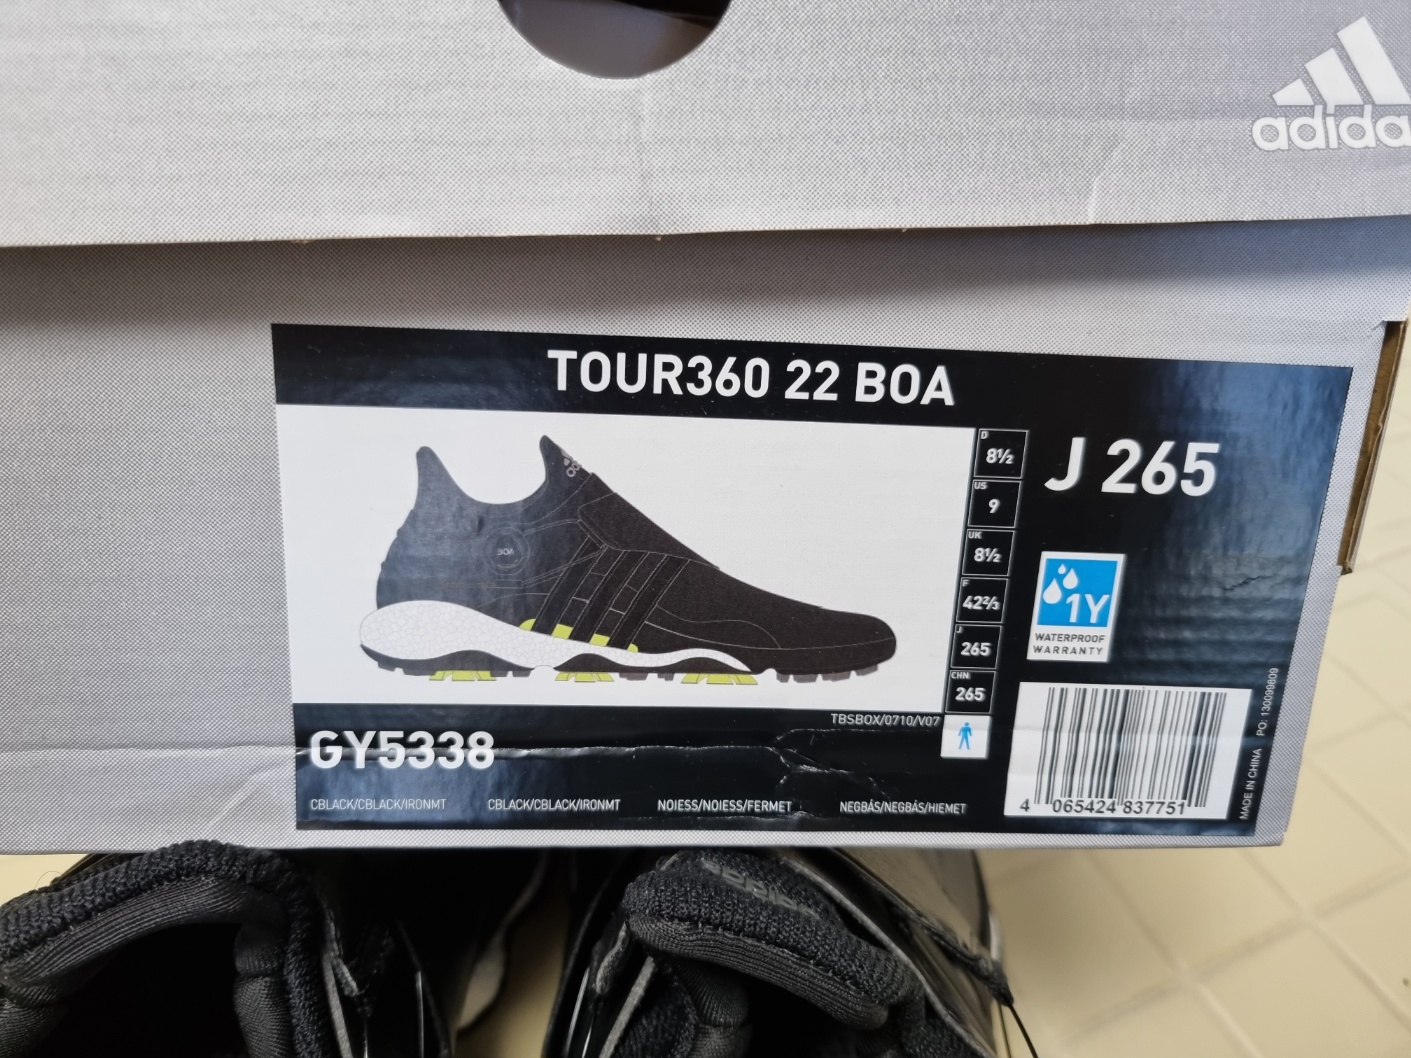 adidas
TOUR360 22 BOA
D
8½
US
9
UK
8½
F
42⅔
J
265
CHN
265
J 265
1Y
WATERPROOF
WARRANTY
BOA
TBSBOX/0710/V07
GY5338
CBLACK/CBLACK/IRONMT CBLACK/CBLACK/IRONMT NOIESS/NOIESS/FERMET NEGBÁS/NEGBÁS/HIEMET
4 065424 837751
MADE IN CHINA PO: 130099809